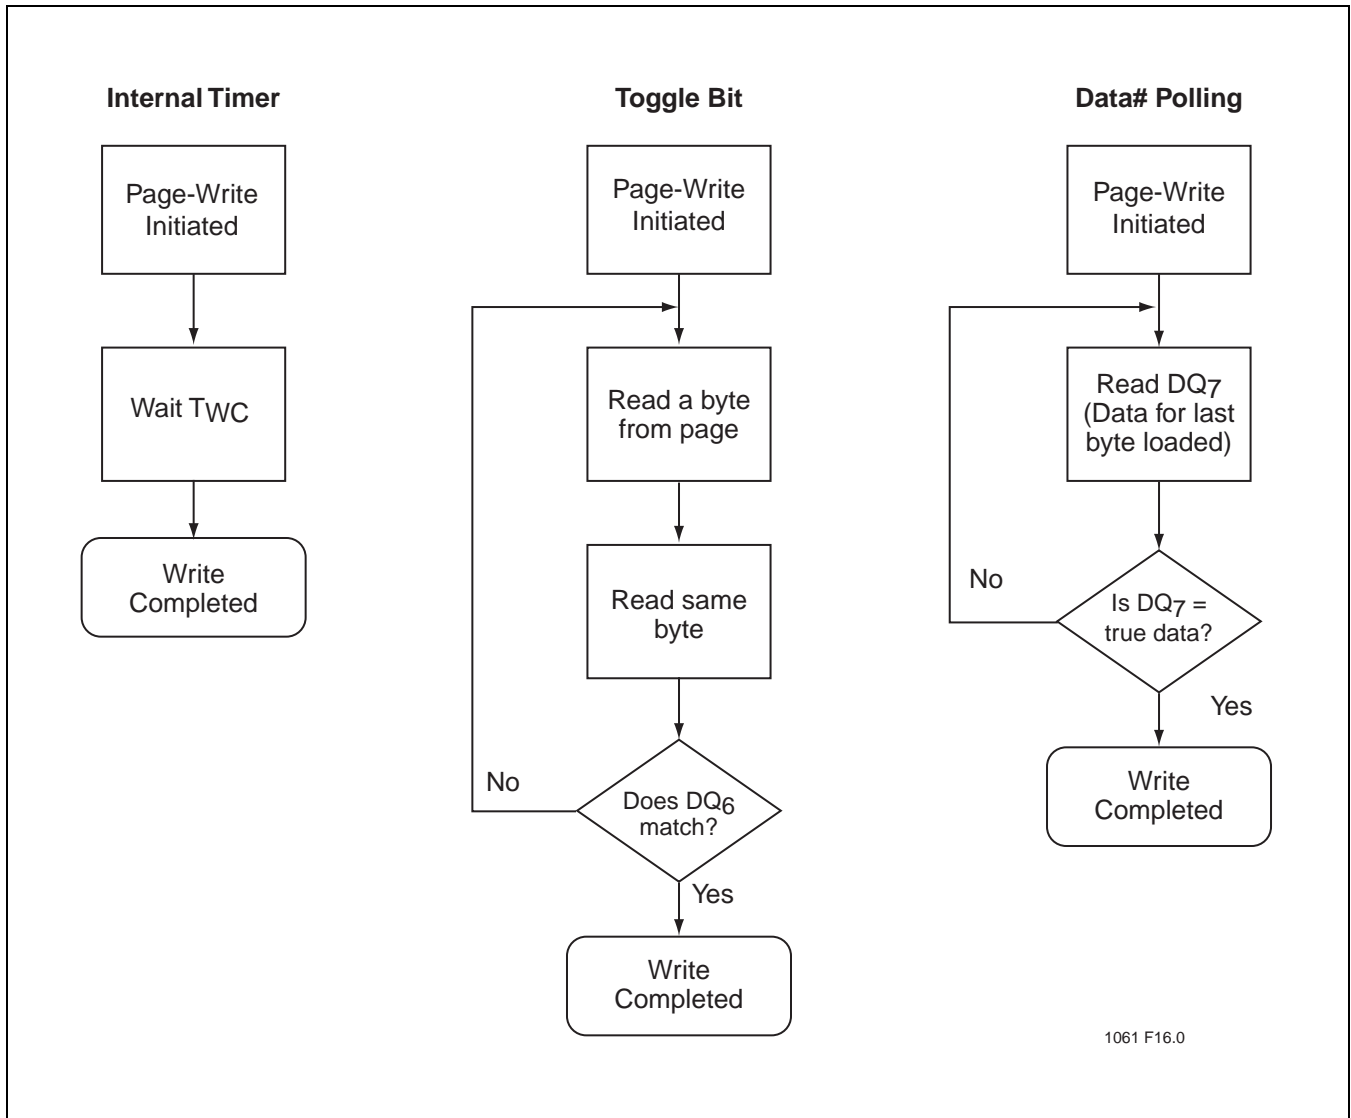 Internal Timer
Page-Write
Initiated
Wait TWC
Write
Completed
Toggle Bit
Page-Write
Initiated
Read a byte
from page
Read same
byte
No
Does DQ6
match?
Yes
Write
Completed
Data# Polling
Page-Write
Initiated
Read DQ7
(Data for last
byte loaded)
No
Is DQ7 =
true data?
Yes
Write
Completed
1061 F16.0